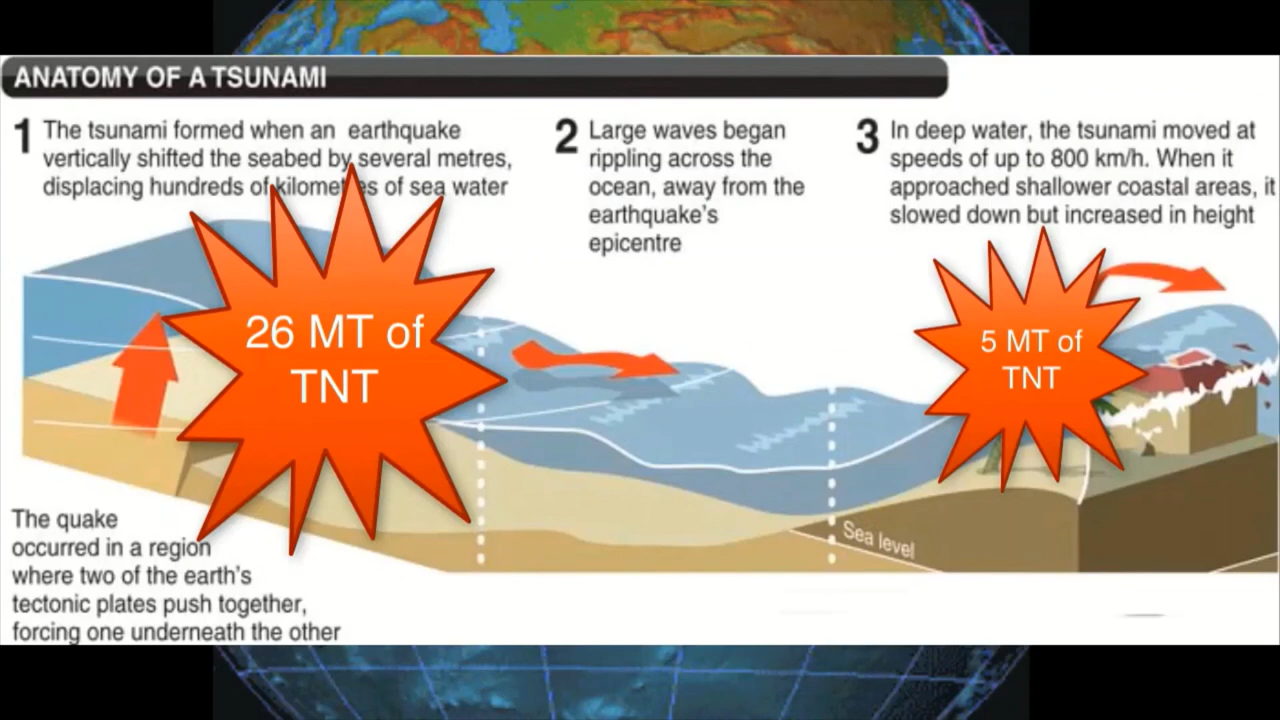 ANATOMY OF A TSUNAMI
1 The tsunami formed when an earthquake
vertically shifted the seabed by several metres,
displacing hundreds of kilometres of sea water
2 Large waves began
rippling across the
ocean, away from the
earthquake's
epicentre
3 In deep water, the tsunami moved at
speeds of up to 800 km/h. When it
approached shallower coastal areas, it
slowed down but increased in height
26 MT of
TNT
5 MT of
TNT
Sea level
The quake
occurred in a region
where two of the earth's
tectonic plates push together,
forcing one underneath the other